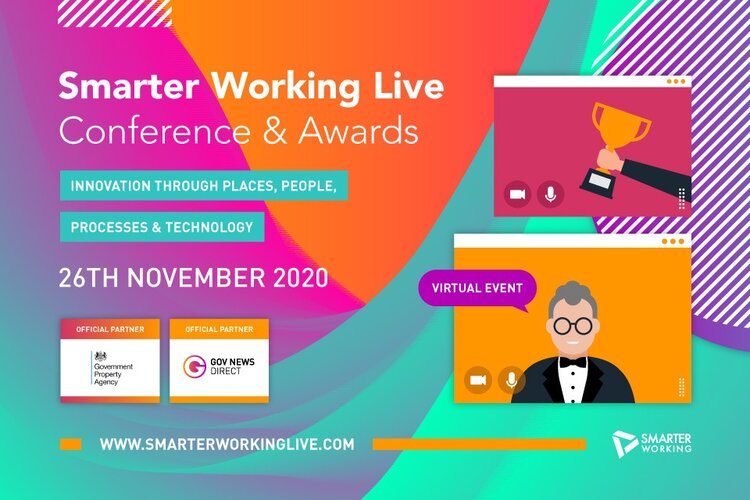 Smarter Working Live
Conference & Awards
INNOVATION THROUGH PLACES, PEOPLE,
PROCESSES & TECHNOLOGY
26TH NOVEMBER 2020
VIRTUAL EVENT
OFFICIAL PARTNER
Government
Property
Agency
OFFICIAL PARTNER
GOV NEWS
DIRECT
WWW.SMARTERWORKINGLIVE.COM
SMARTER
WORKING